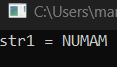 C:\Users\mar
str1 = NUMAM